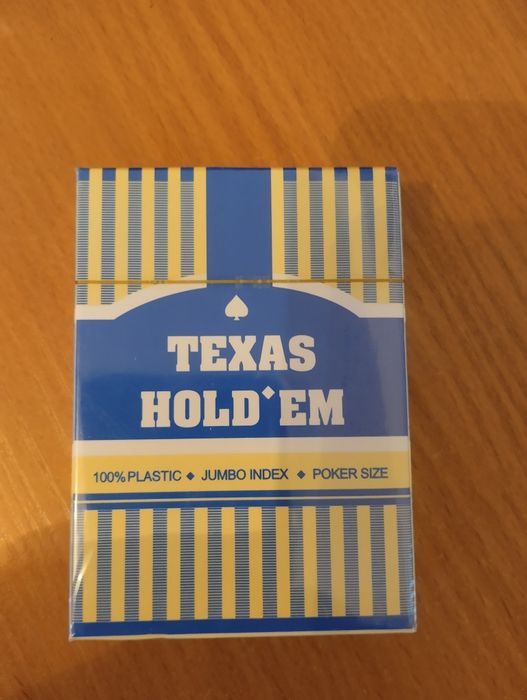 TEXAS
HOLD'EM
100% PLASTIC ◆ JUMBO INDEX ◆ POKER SIZE